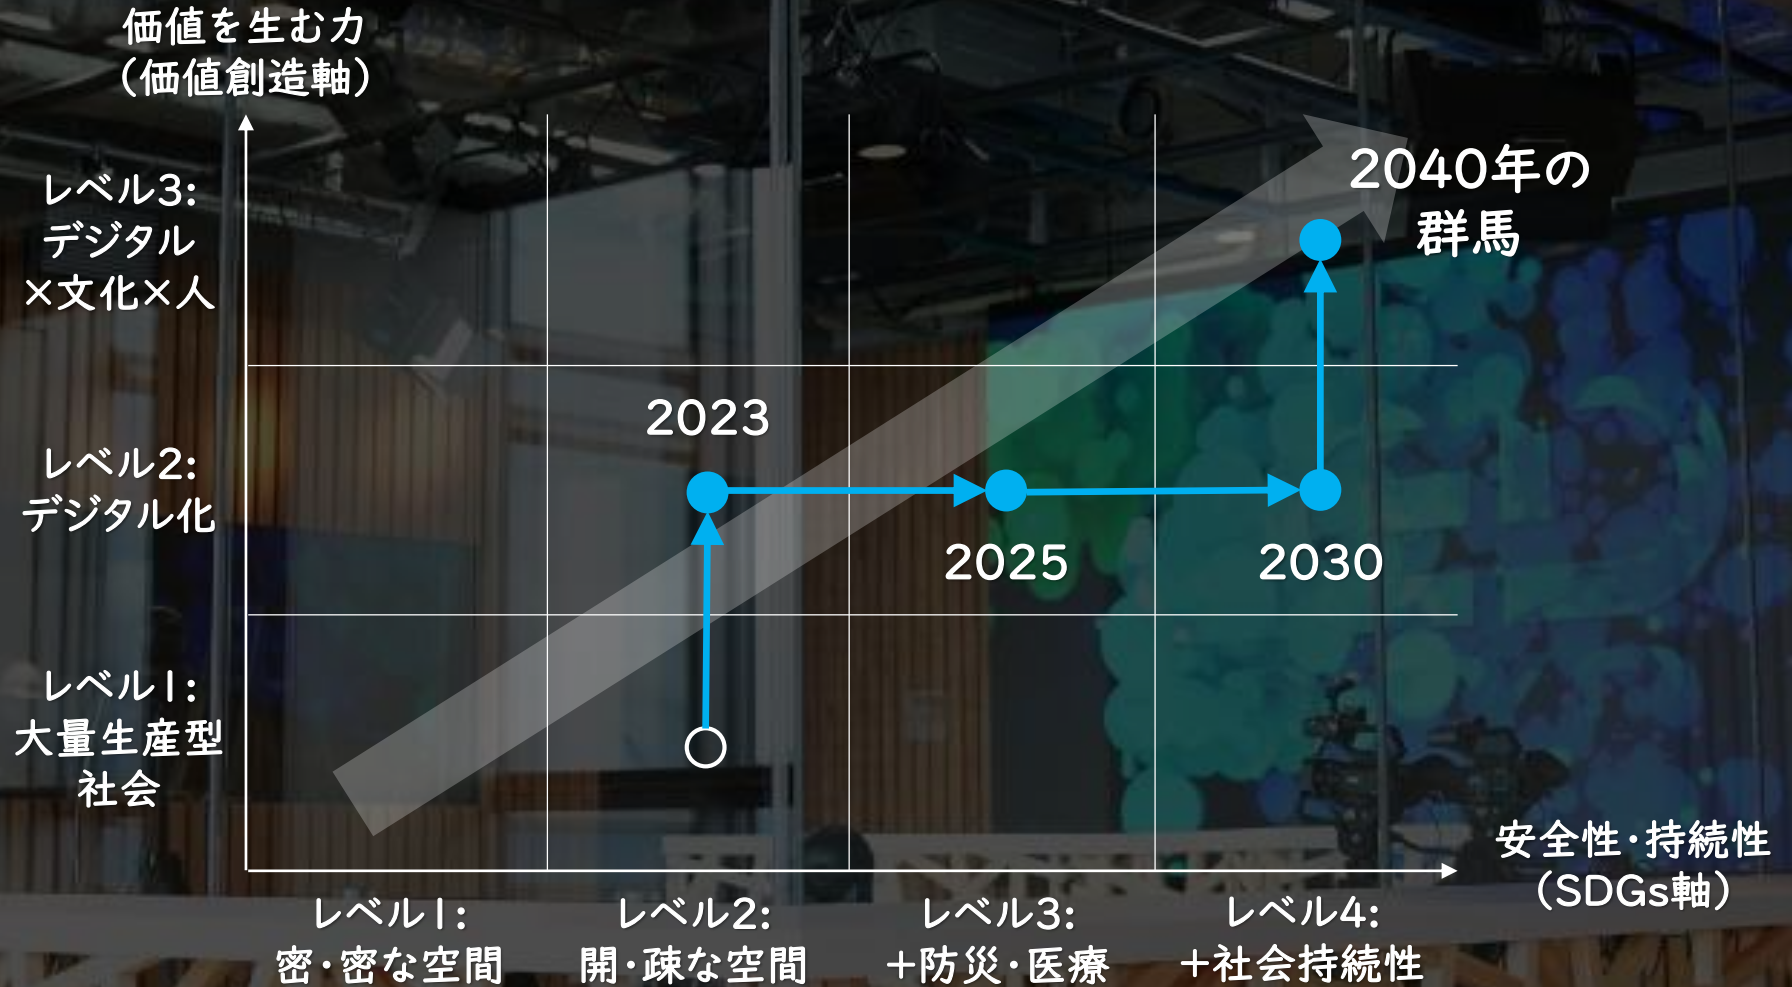 価値を生む力
（価値創造軸）
レベル3:
デジタル
×文化×人
2040年の
群馬
2023
レベル2:
デジタル化
2025
2030
レベル1:
大量生産型
社会
安全性・持続性
（SDGs軸）
レベル1:
密・密な空間
レベル2:
開・疎な空間
レベル3:
＋防災・医療
レベル4:
＋社会持続性